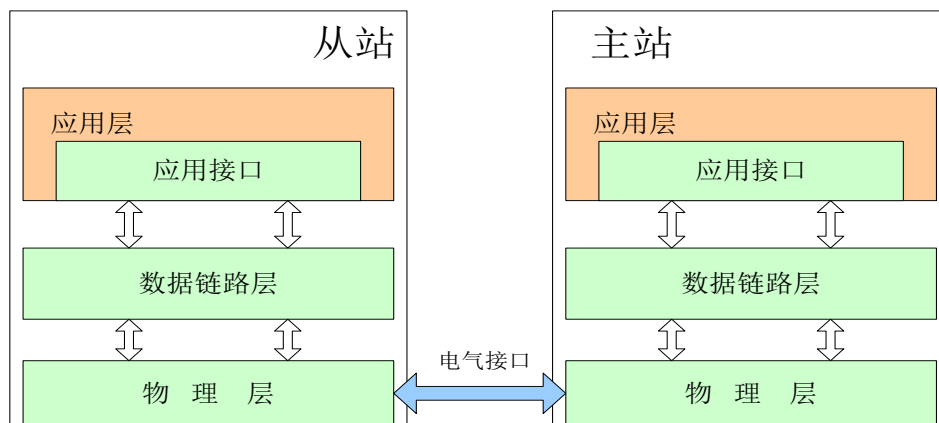 从站
应用层
应用接口
数据链路层
物 理 层
电气接口
主站
应用层
应用接口
数据链路层
物 理 层